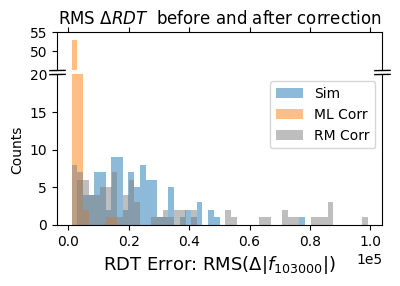 RMS ΔRDT before and after correction
55
50
20
15
10
5
0
Counts
Sim
ML Corr
RM Corr
0.0 0.2 0.4 0.6 0.8 1.0
1e5
RDT Error: RMS(Δ|f₁₀₃₀₀₀|)